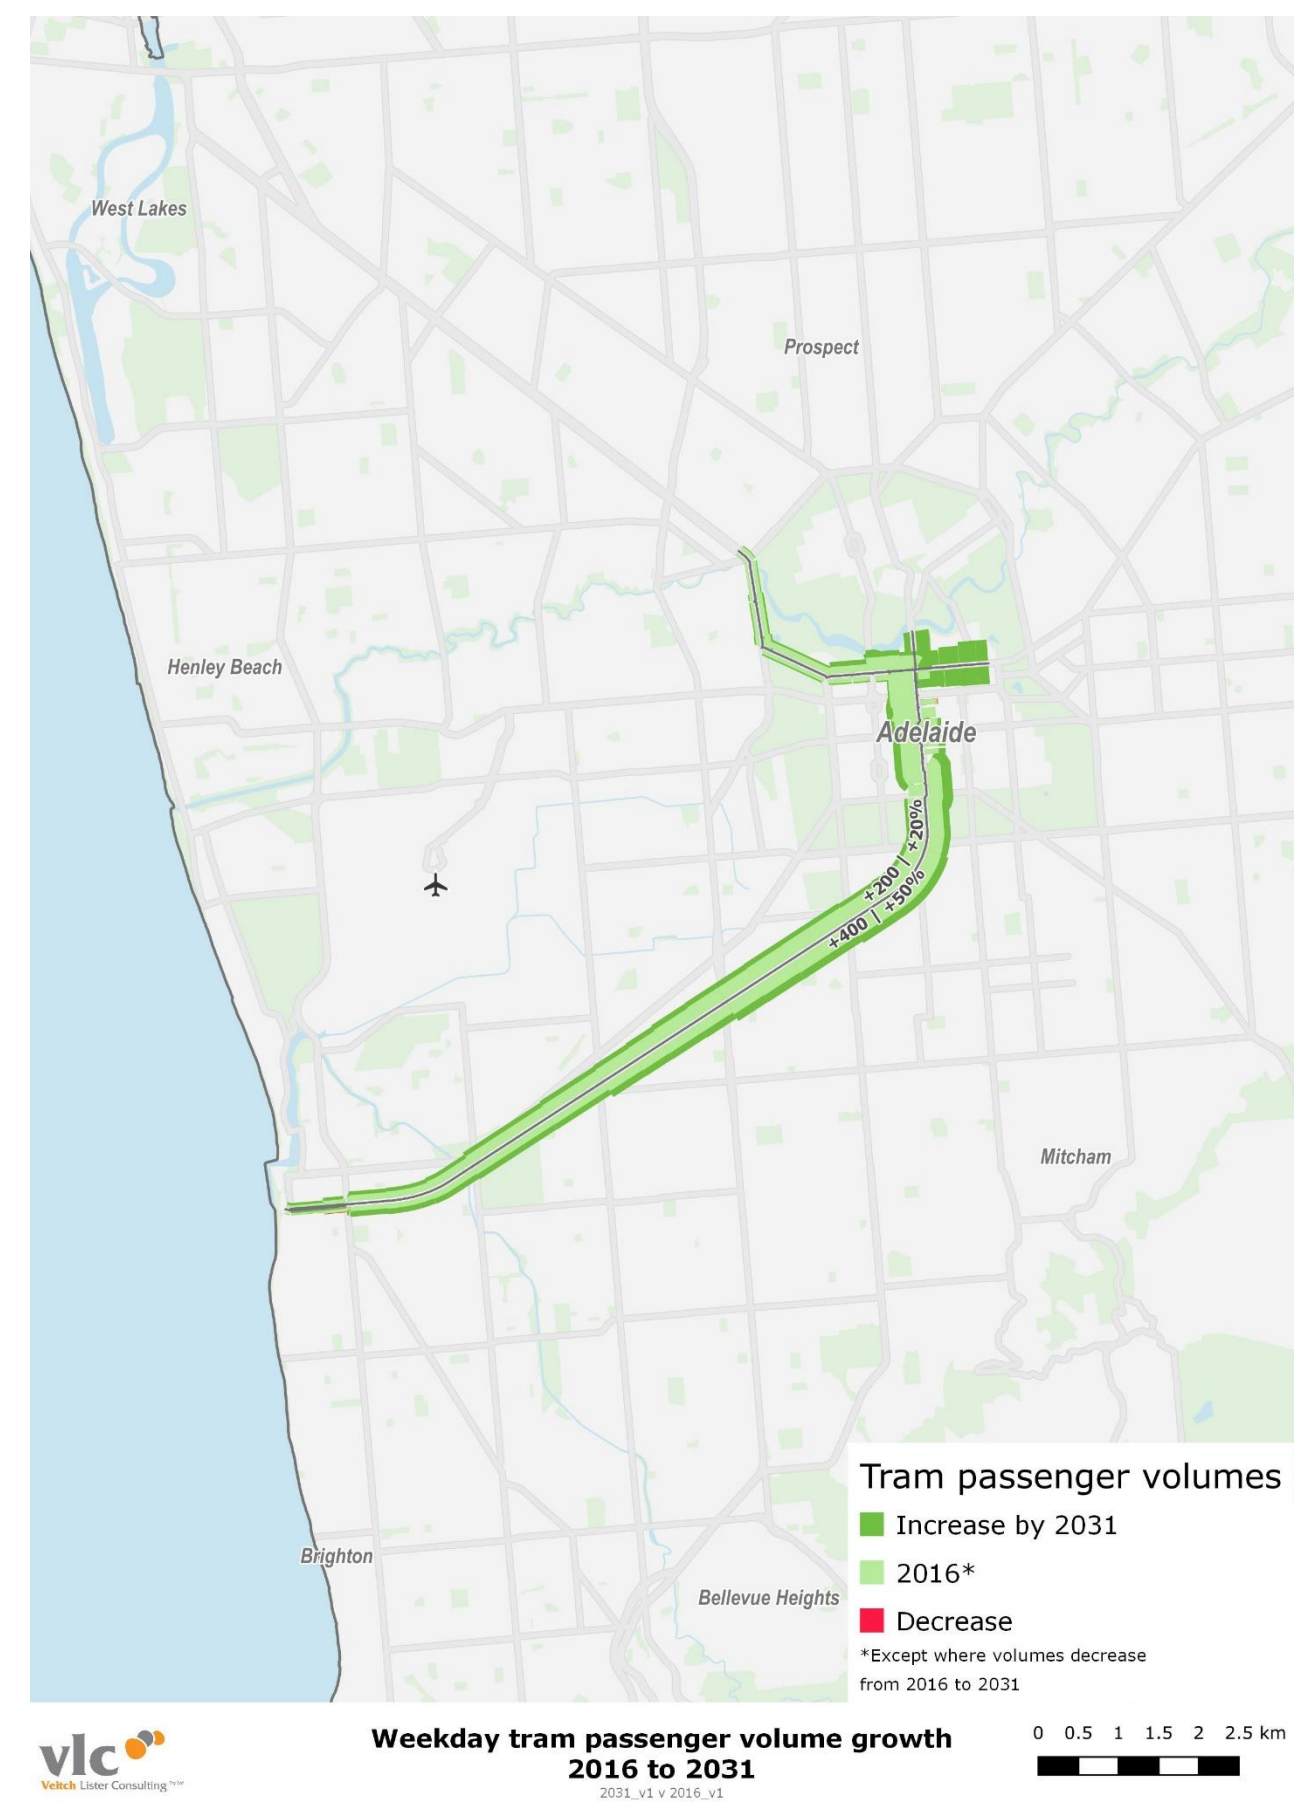 West Lakes
Prospect
Henley Beach
Adelaide
+200 | +20%
+400 | +50%
Mitcham
Brighton
Bellevue Heights
Tram passenger volumes
Increase by 2031
2016*
Decrease
*Except where volumes decrease
from 2016 to 2031
vlc
Veitch Lister Consulting
Weekday tram passenger volume growth
2016 to 2031
2031_v1 v 2016_v1
0 0.5 1 1.5 2 2.5 km